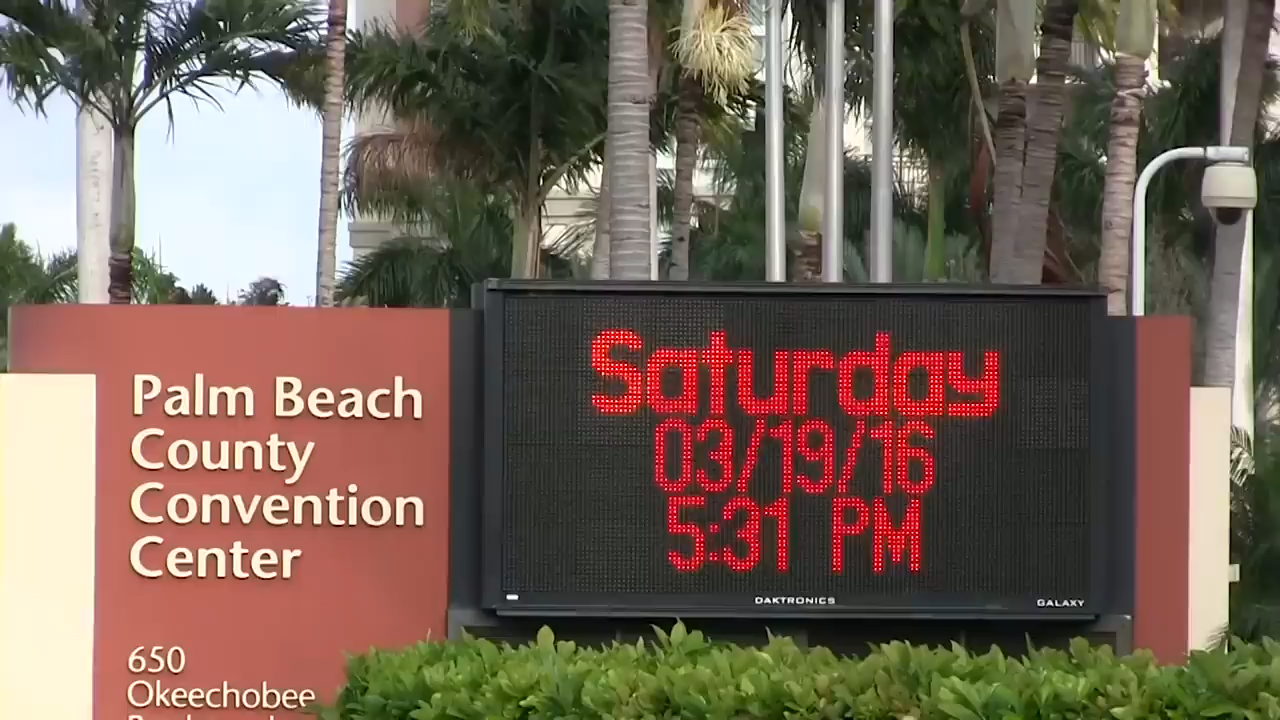 Palm Beach
County
Convention
Center
650
Okeechobee
Saturday
03/19/16
5:31 PM
DAKTRONICS
GALAXY